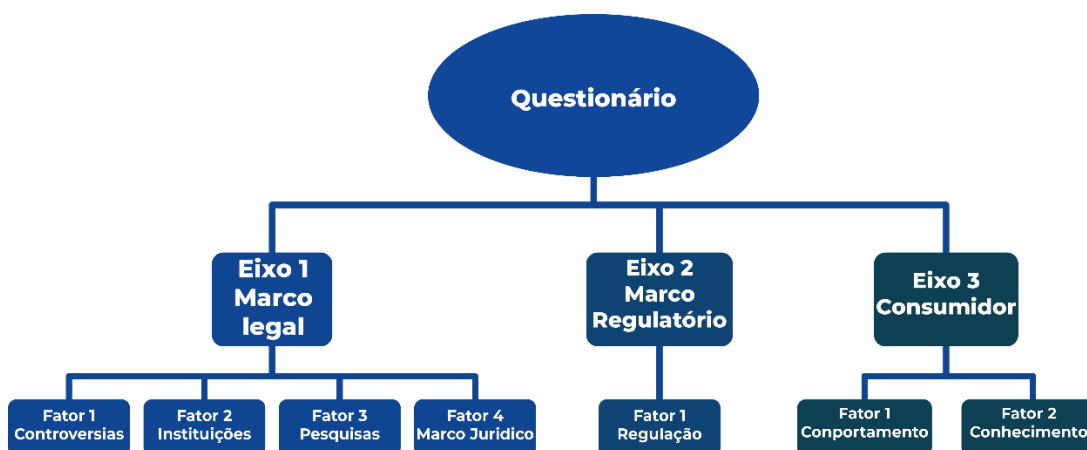 Questionário
Eixo 1
Marco
legal
Eixo 2
Marco
Regulatório
Eixo 3
Consumidor
Fator 1
Controversias
Fator 2
Instituições
Fator 3
Pesquisas
Fator 4
Marco Juridico
Fator 1
Regulação
Fator 1
Conportamento
Fator 2
Conhecimento